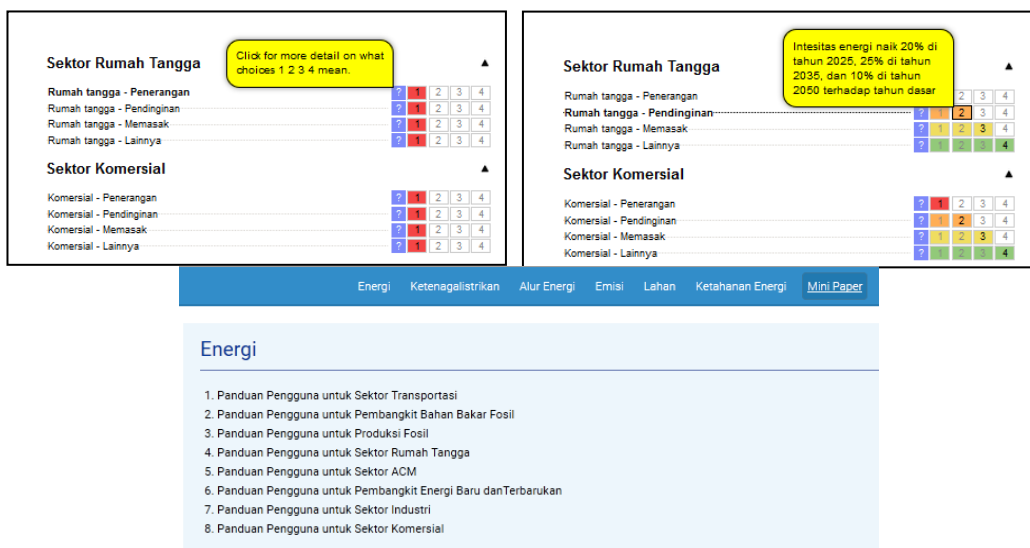 Sektor Rumah Tangga ▲
Click for more detail on what
choices 1 2 3 4 mean.
Rumah tangga - Penerangan ? 1 2 3 4
Rumah tangga - Pendinginan ? 1 2 3 4
Rumah tangga - Memasak ? 1 2 3 4
Rumah tangga - Lainnya ? 1 2 3 4
Sektor Komersial ▲
Komersial - Penerangan ? 1 2 3 4
Komersial - Pendinginan ? 1 2 3 4
Komersial - Memasak ? 1 2 3 4
Komersial - Lainnya ? 1 2 3 4
Sektor Rumah Tangga ▲
Intesitas energi naik 20% di
tahun 2025, 25% di tahun
2035, dan 10% di tahun
2050 terhadap tahun dasar
Rumah tangga - Penerangan 2 3 4
Rumah tangga - Pendinginan ? 1 2 3 4
Rumah tangga - Memasak ? 1 2 3 4
Rumah tangga - Lainnya ? 1 2 3 4
Sektor Komersial ▲
Komersial - Penerangan ? 1 2 3 4
Komersial - Pendinginan ? 1 2 3 4
Komersial - Memasak ? 1 2 3 4
Komersial - Lainnya ? 1 2 3 4
Energi Ketenagalistrikan Alur Energi Emisi Lahan Ketahanan Energi Mini Paper
Energi
1. Panduan Pengguna untuk Sektor Transportasi
2. Panduan Pengguna untuk Pembangkit Bahan Bakar Fosil
3. Panduan Pengguna untuk Produksi Fosil
4. Panduan Pengguna untuk Sektor Rumah Tangga
5. Panduan Pengguna untuk Sektor ACM
6. Panduan Pengguna untuk Pembangkit Energi Baru danTerbarukan
7. Panduan Pengguna untuk Sektor Industri
8. Panduan Pengguna untuk Sektor Komersial